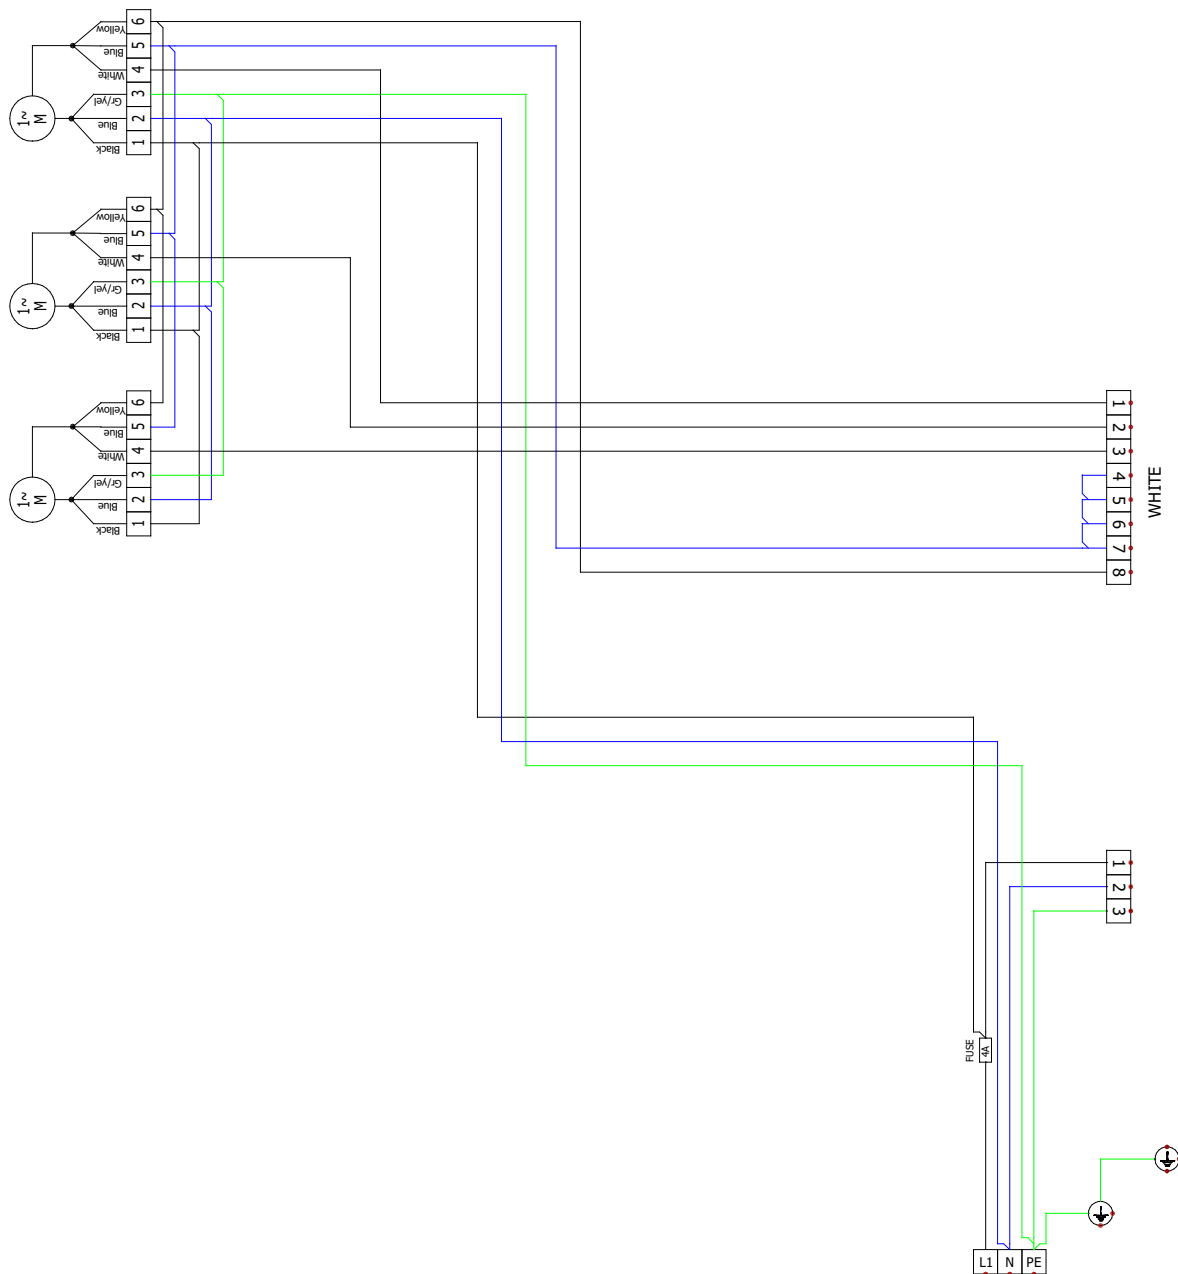 Yellow
6
Blue
5
White
4
Gr/yel
3
1~
M
Blue
2
Black
1
Yellow
6
Blue
5
White
4
Gr/yel
3
1~
M
Blue
2
Black
1
Yellow
6
Blue
5
White
4
Gr/yel
3
1~
M
Blue
2
Black
1
1
2
3
4
5
6
7
8
WHITE
1
2
3
FUSE
4A
L1 N PE